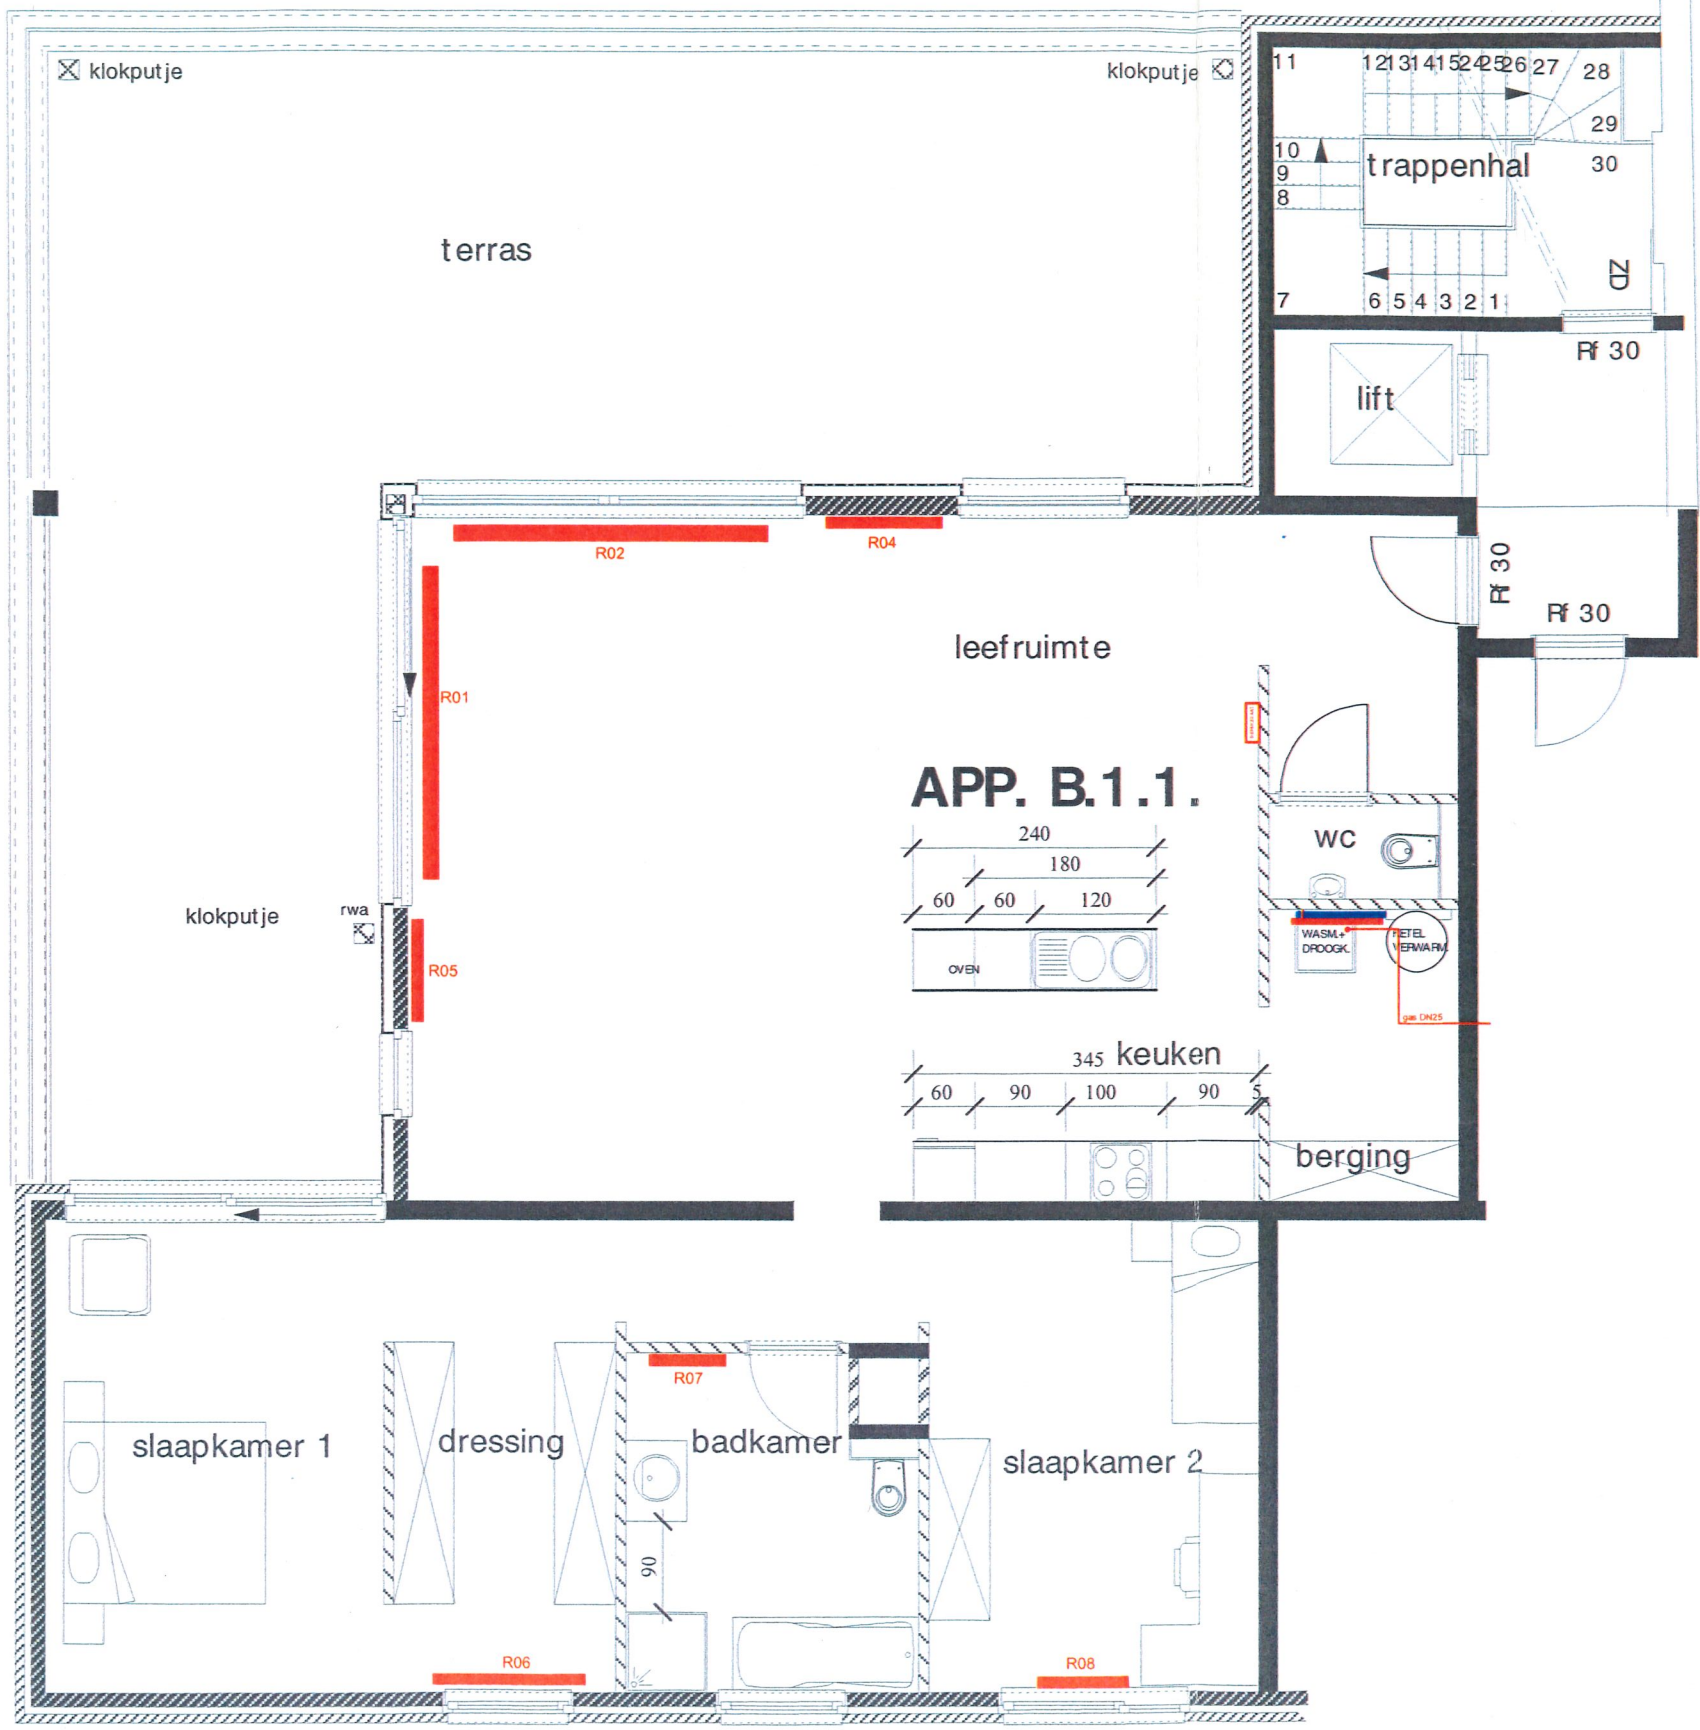 klokputje
klokputje
11 12 13 14 15 24 25 26 27 28
29
10 trappenhal 30
9
8
terras
ZD
7 6 5 4 3 2 1
Rf 30
lift
R02
R04
Rf 30
Rf 30
leefruimte
R01
APP. B.1.1.
240
WC
180
60 60 120
klokputje
rwa
WASM.+
DROOGK.
KETEL
VERWARM.
R05
OVEN
gas DN25
345 keuken
60 90 100 90 5
berging
R07
slaapkamer 1
dressing
badkamer
slaapkamer 2
90
R06
R08